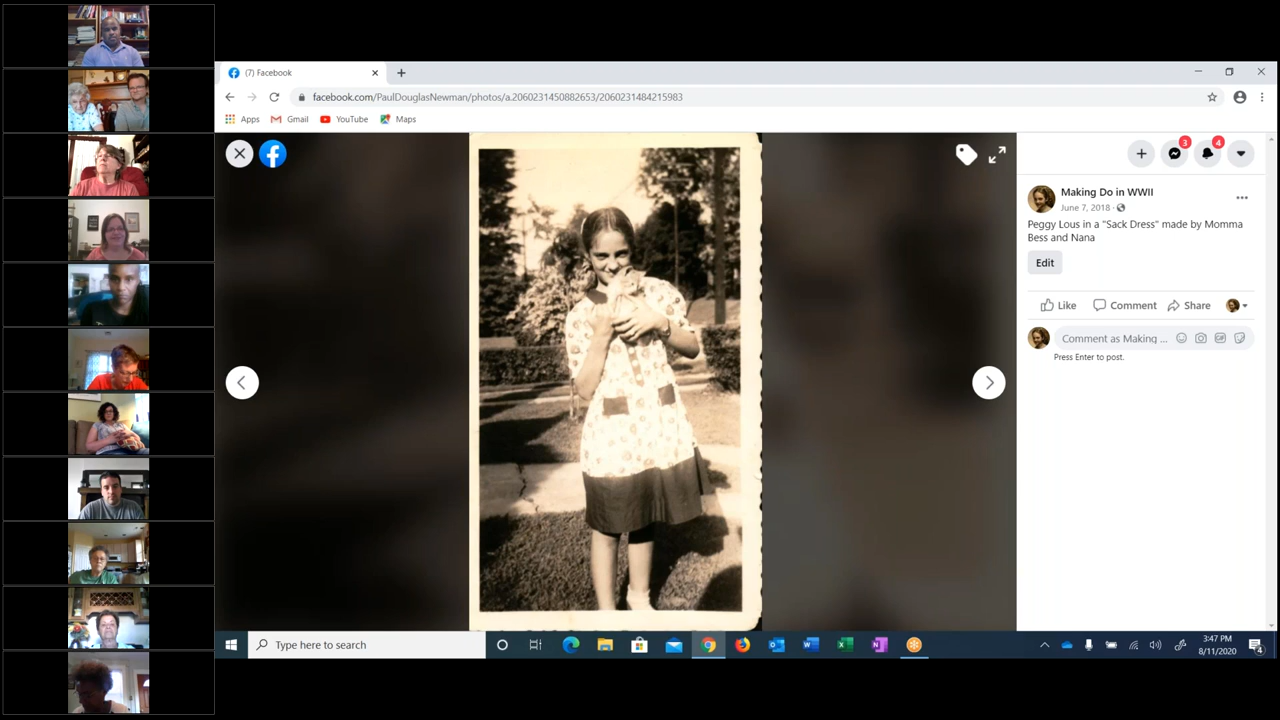 (7) Facebook
facebook.com/PaulDouglasNewman/photos/a.2060231450882653/2060231484215983
Apps Gmail YouTube Maps
3 4
Making Do in WWII
June 7, 2018 ·
Peggy Lous in a "Sack Dress" made by Momma
Bess and Nana
Edit
Like Comment Share
Comment as Making ...
Press Enter to post.
Type here to search
3:47 PM
8/11/2020
4